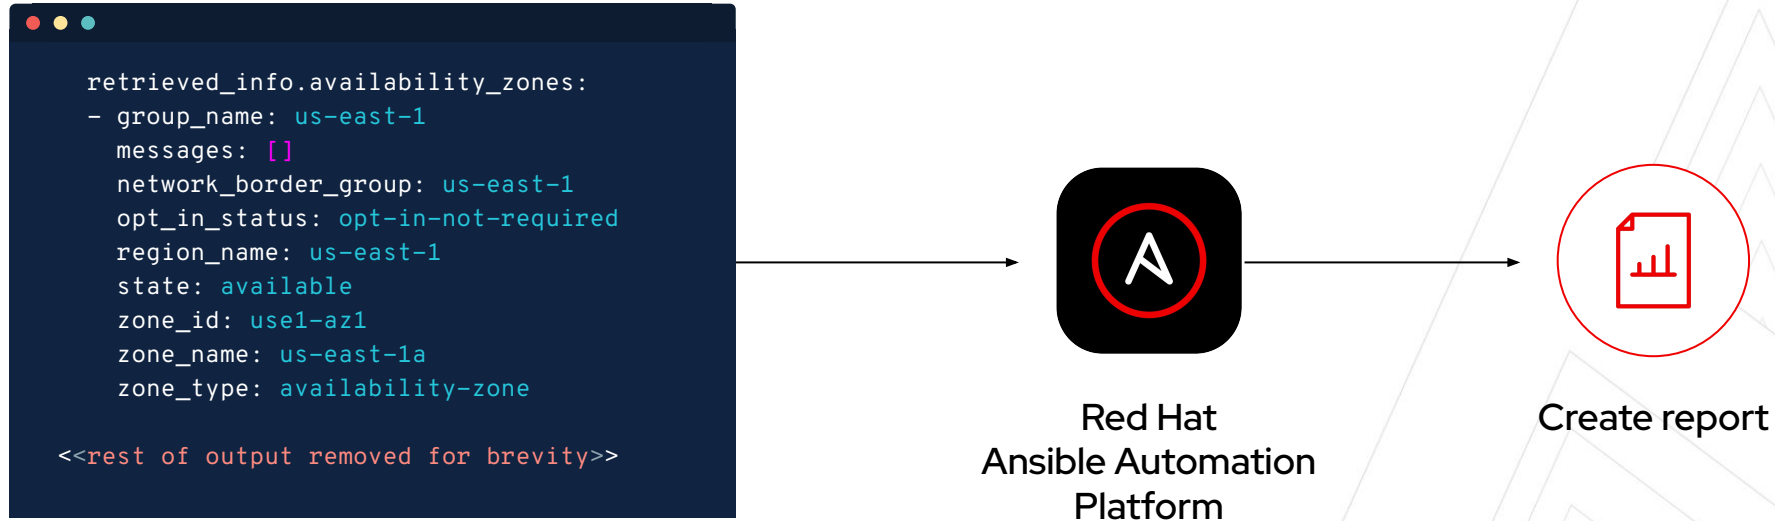 retrieved_info.availability_zones:
- group_name: us-east-1
messages: []
network_border_group: us-east-1
opt_in_status: opt-in-not-required
region_name: us-east-1
state: available
zone_id: use1-az1
zone_name: us-east-1a
zone_type: availability-zone
<<rest of output removed for brevity>>
Red Hat
Ansible Automation
Platform
Create report